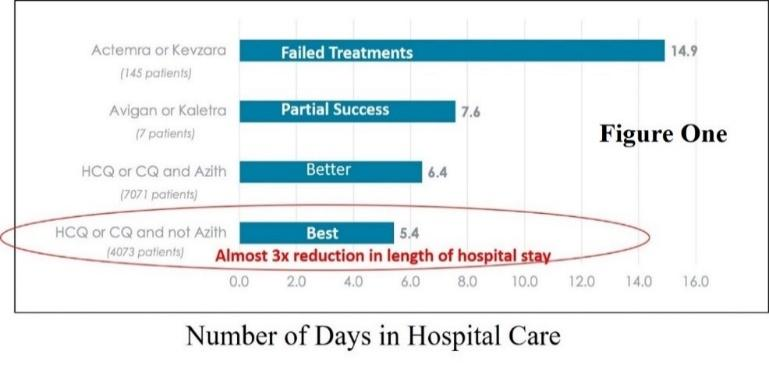 Actemra or Kevzara
(145 patients)
Failed Treatments
14.9
Avigan or Kaletra
(7 patients)
Partial Success
7.6
Figure One
HCQ or CQ and Azith
(7071 patients)
Better
6.4
HCQ or CQ and not Azith
(4073 patients)
Best
5.4
Almost 3x reduction in length of hospital stay
0.0 2.0 4.0 6.0 8.0 10.0 12.0 14.0 16.0
Number of Days in Hospital Care